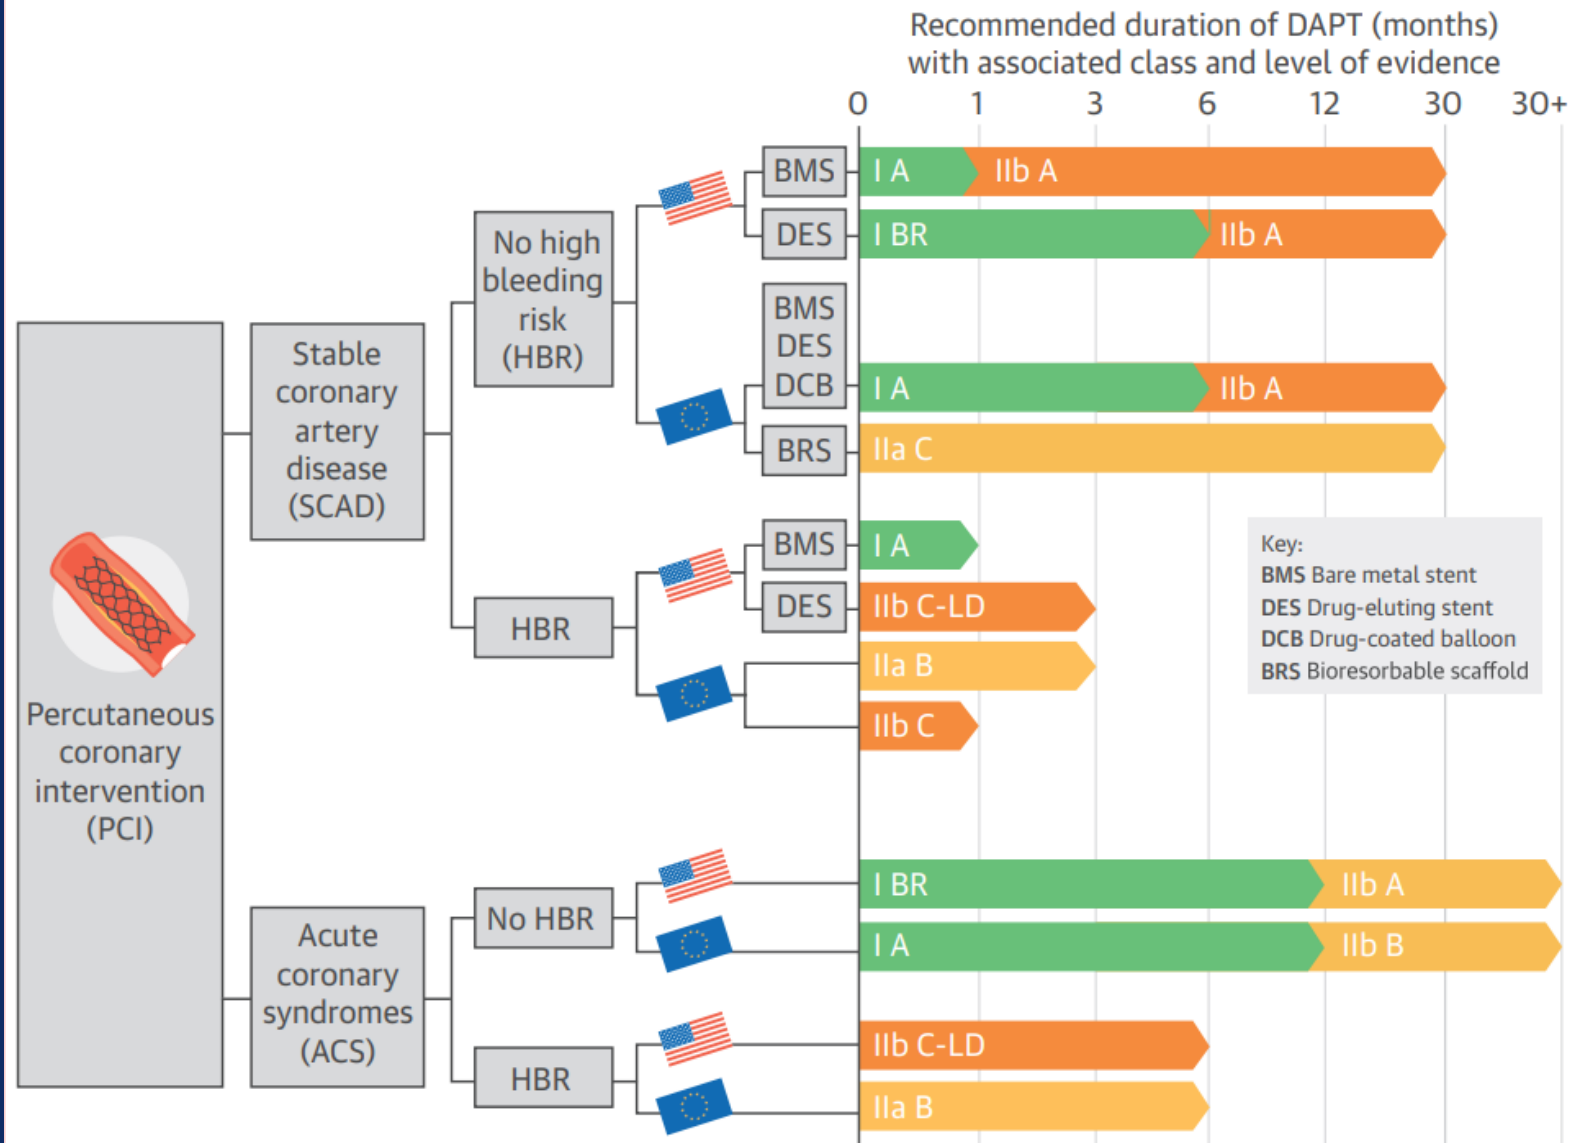 Recommended duration of DAPT (months)
with associated class and level of evidence
0 1 3 6 12 30 30+
Percutaneous
coronary
intervention
(PCI)
Stable
coronary
artery
disease
(SCAD)
No high
bleeding
risk
(HBR)
BMS
I A IIb A
DES
I BR IIb A
BMS
DES
DCB
I A IIb A
BRS
IIa C
HBR
BMS
I A
DES
IIb C-LD
IIa B
IIb C
Key:
BMS Bare metal stent
DES Drug-eluting stent
DCB Drug-coated balloon
BRS Bioresorbable scaffold
Acute
coronary
syndromes
(ACS)
No HBR
I BR IIb A
I A IIb B
HBR
IIb C-LD
IIa B